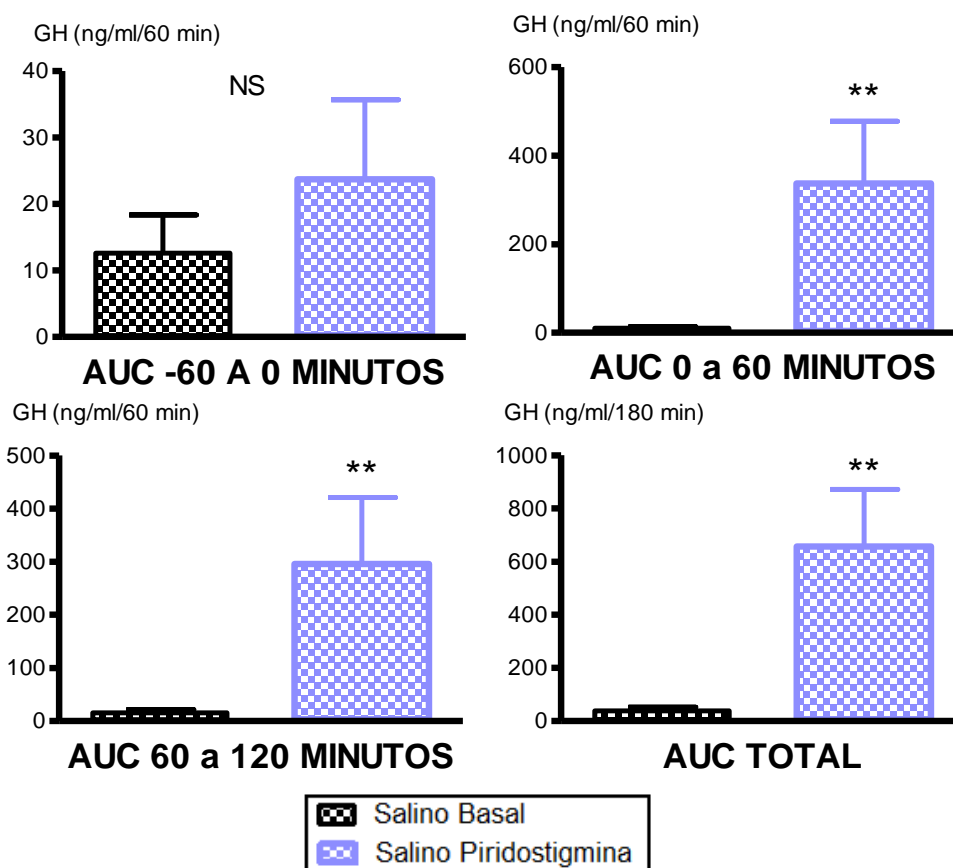 GH (ng/ml/60 min)
40
30
20
10
0
NS
AUC -60 A 0 MINUTOS
GH (ng/ml/60 min)
600
400
200
0
**
AUC 0 a 60 MINUTOS
GH (ng/ml/60 min)
500
400
300
200
100
0
**
AUC 60 a 120 MINUTOS
GH (ng/ml/180 min)
1000
800
600
400
200
0
**
AUC TOTAL
Salino Basal
Salino Piridostigmina